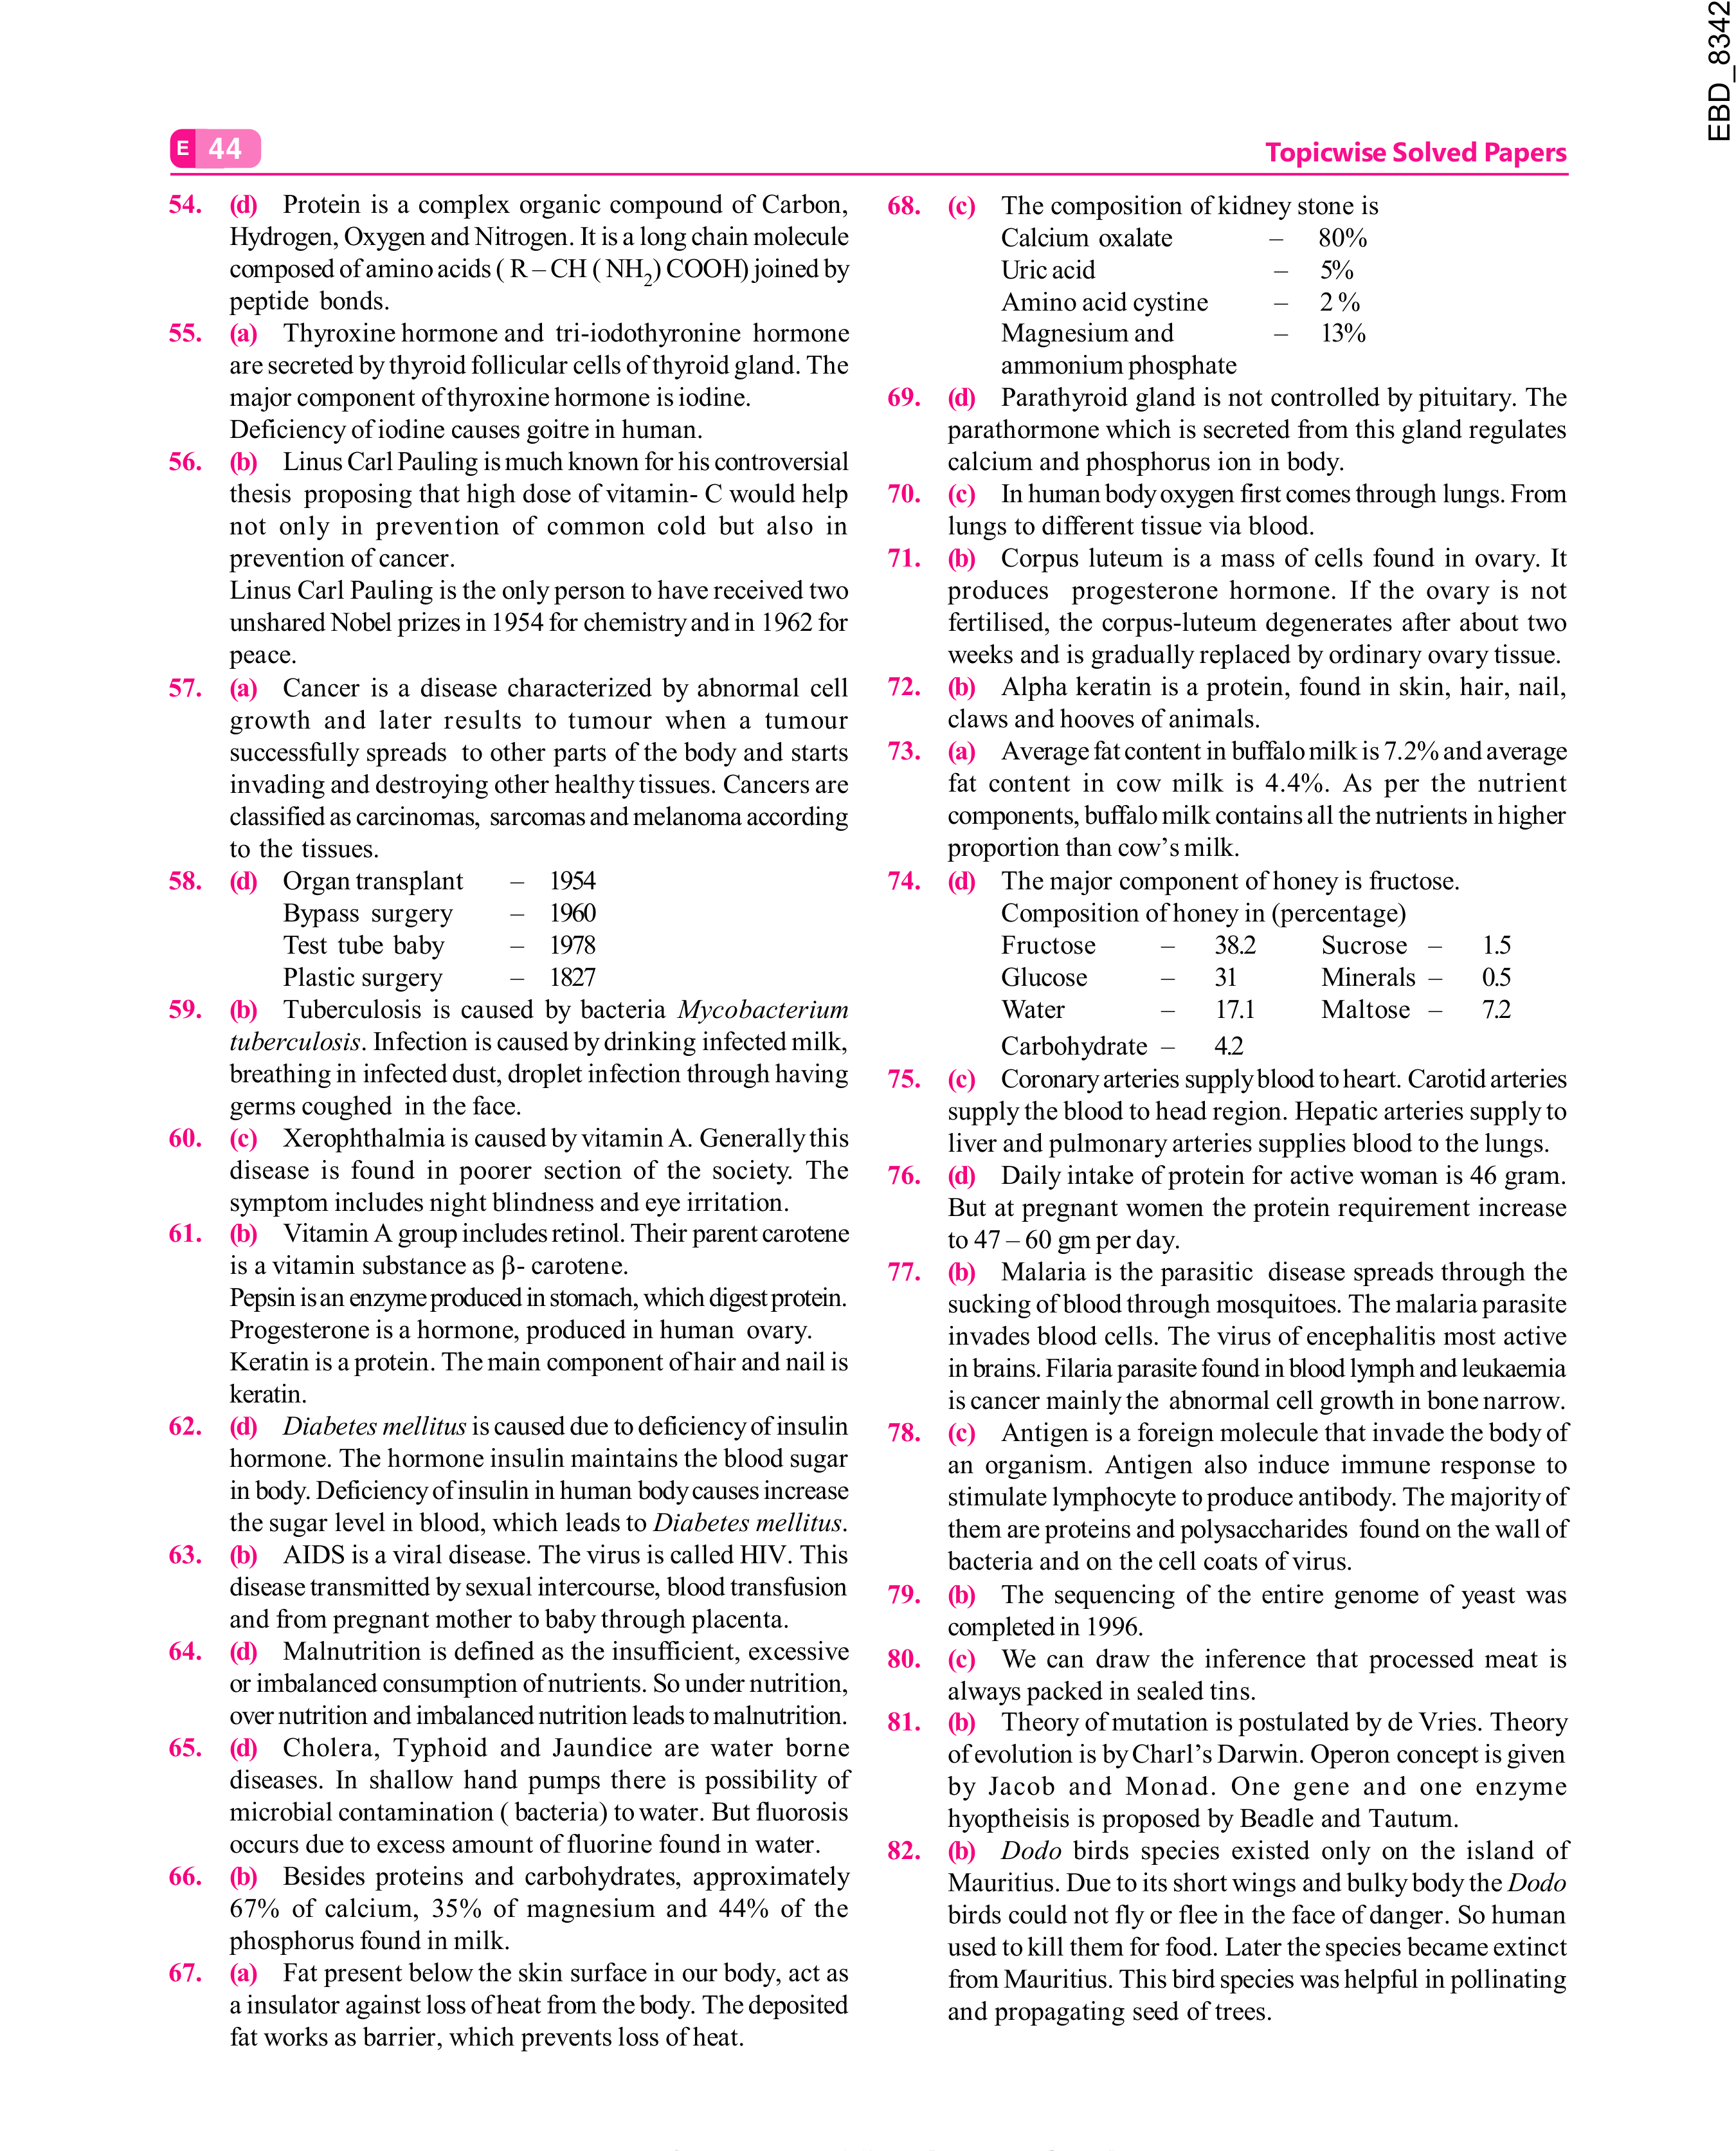 EBD_8342
E 44
Topicwise Solved Papers
54. (d) Protein is a complex organic compound of Carbon,
Hydrogen, Oxygen and Nitrogen. It is a long chain molecule
composed of amino acids ( R – CH ( NH₂) COOH) joined by
peptide bonds.
55. (a) Thyroxine hormone and tri-iodothyronine hormone
are secreted by thyroid follicular cells of thyroid gland. The
major component of thyroxine hormone is iodine.
Deficiency of iodine causes goitre in human.
56. (b) Linus Carl Pauling is much known for his controversial
thesis proposing that high dose of vitamin- C would help
not only in prevention of common cold but also in
prevention of cancer.
Linus Carl Pauling is the only person to have received two
unshared Nobel prizes in 1954 for chemistry and in 1962 for
peace.
57. (a) Cancer is a disease characterized by abnormal cell
growth and later results to tumour when a tumour
successfully spreads to other parts of the body and starts
invading and destroying other healthy tissues. Cancers are
classified as carcinomas, sarcomas and melanoma according
to the tissues.
58. (d) Organ transplant – 1954
Bypass surgery – 1960
Test tube baby – 1978
Plastic surgery – 1827
59. (b) Tuberculosis is caused by bacteria Mycobacterium
tuberculosis. Infection is caused by drinking infected milk,
breathing in infected dust, droplet infection through having
germs coughed in the face.
60. (c) Xerophthalmia is caused by vitamin A. Generally this
disease is found in poorer section of the society. The
symptom includes night blindness and eye irritation.
61. (b) Vitamin A group includes retinol. Their parent carotene
is a vitamin substance as β- carotene.
Pepsin is an enzyme produced in stomach, which digest protein.
Progesterone is a hormone, produced in human ovary.
Keratin is a protein. The main component of hair and nail is
keratin.
62. (d) Diabetes mellitus is caused due to deficiency of insulin
hormone. The hormone insulin maintains the blood sugar
in body. Deficiency of insulin in human body causes increase
the sugar level in blood, which leads to Diabetes mellitus.
63. (b) AIDS is a viral disease. The virus is called HIV. This
disease transmitted by sexual intercourse, blood transfusion
and from pregnant mother to baby through placenta.
64. (d) Malnutrition is defined as the insufficient, excessive
or imbalanced consumption of nutrients. So under nutrition,
over nutrition and imbalanced nutrition leads to malnutrition.
65. (d) Cholera, Typhoid and Jaundice are water borne
diseases. In shallow hand pumps there is possibility of
microbial contamination ( bacteria) to water. But fluorosis
occurs due to excess amount of fluorine found in water.
66. (b) Besides proteins and carbohydrates, approximately
67% of calcium, 35% of magnesium and 44% of the
phosphorus found in milk.
67. (a) Fat present below the skin surface in our body, act as
a insulator against loss of heat from the body. The deposited
fat works as barrier, which prevents loss of heat.
68. (c) The composition of kidney stone is
Calcium oxalate – 80%
Uric acid – 5%
Amino acid cystine – 2 %
Magnesium and – 13%
ammonium phosphate
69. (d) Parathyroid gland is not controlled by pituitary. The
parathormone which is secreted from this gland regulates
calcium and phosphorus ion in body.
70. (c) In human body oxygen first comes through lungs. From
lungs to different tissue via blood.
71. (b) Corpus luteum is a mass of cells found in ovary. It
produces progesterone hormone. If the ovary is not
fertilised, the corpus-luteum degenerates after about two
weeks and is gradually replaced by ordinary ovary tissue.
72. (b) Alpha keratin is a protein, found in skin, hair, nail,
claws and hooves of animals.
73. (a) Average fat content in buffalo milk is 7.2% and average
fat content in cow milk is 4.4%. As per the nutrient
components, buffalo milk contains all the nutrients in higher
proportion than cow’s milk.
74. (d) The major component of honey is fructose.
Composition of honey in (percentage)
Fructose – 38.2 Sucrose – 1.5
Glucose – 31 Minerals – 0.5
Water – 17.1 Maltose – 7.2
Carbohydrate – 4.2
75. (c) Coronary arteries supply blood to heart. Carotid arteries
supply the blood to head region. Hepatic arteries supply to
liver and pulmonary arteries supplies blood to the lungs.
76. (d) Daily intake of protein for active woman is 46 gram.
But at pregnant women the protein requirement increase
to 47 – 60 gm per day.
77. (b) Malaria is the parasitic disease spreads through the
sucking of blood through mosquitoes. The malaria parasite
invades blood cells. The virus of encephalitis most active
in brains. Filaria parasite found in blood lymph and leukaemia
is cancer mainly the abnormal cell growth in bone narrow.
78. (c) Antigen is a foreign molecule that invade the body of
an organism. Antigen also induce immune response to
stimulate lymphocyte to produce antibody. The majority of
them are proteins and polysaccharides found on the wall of
bacteria and on the cell coats of virus.
79. (b) The sequencing of the entire genome of yeast was
completed in 1996.
80. (c) We can draw the inference that processed meat is
always packed in sealed tins.
81. (b) Theory of mutation is postulated by de Vries. Theory
of evolution is by Charl’s Darwin. Operon concept is given
by Jacob and Monad. One gene and one enzyme
hyoptheisis is proposed by Beadle and Tautum.
82. (b) Dodo birds species existed only on the island of
Mauritius. Due to its short wings and bulky body the Dodo
birds could not fly or flee in the face of danger. So human
used to kill them for food. Later the species became extinct
from Mauritius. This bird species was helpful in pollinating
and propagating seed of trees.